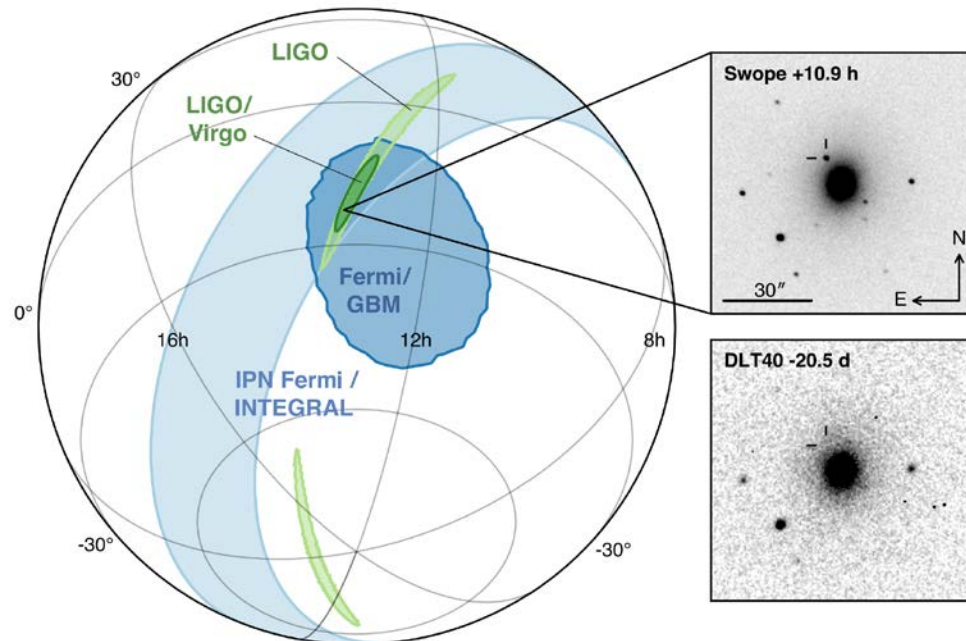 LIGO
30°
LIGO/
Virgo
Fermi/
GBM
0°
16h
12h
8h
IPN Fermi /
INTEGRAL
-30°
-30°
Swope +10.9 h
N
30″
E
DLT40 -20.5 d